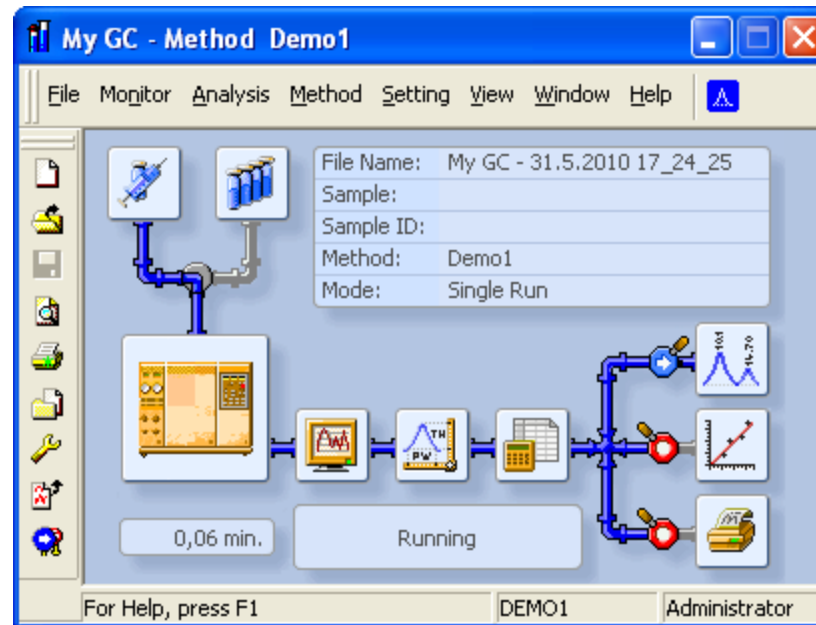 My GC - Method Demo1
File Monitor Analysis Method Setting View Window Help
File Name: My GC - 31.5.2010 17_24_25
Sample:
Sample ID:
Method: Demo1
Mode: Single Run
TH
PW
0,06 min.
Running
For Help, press F1 DEMO1 Administrator